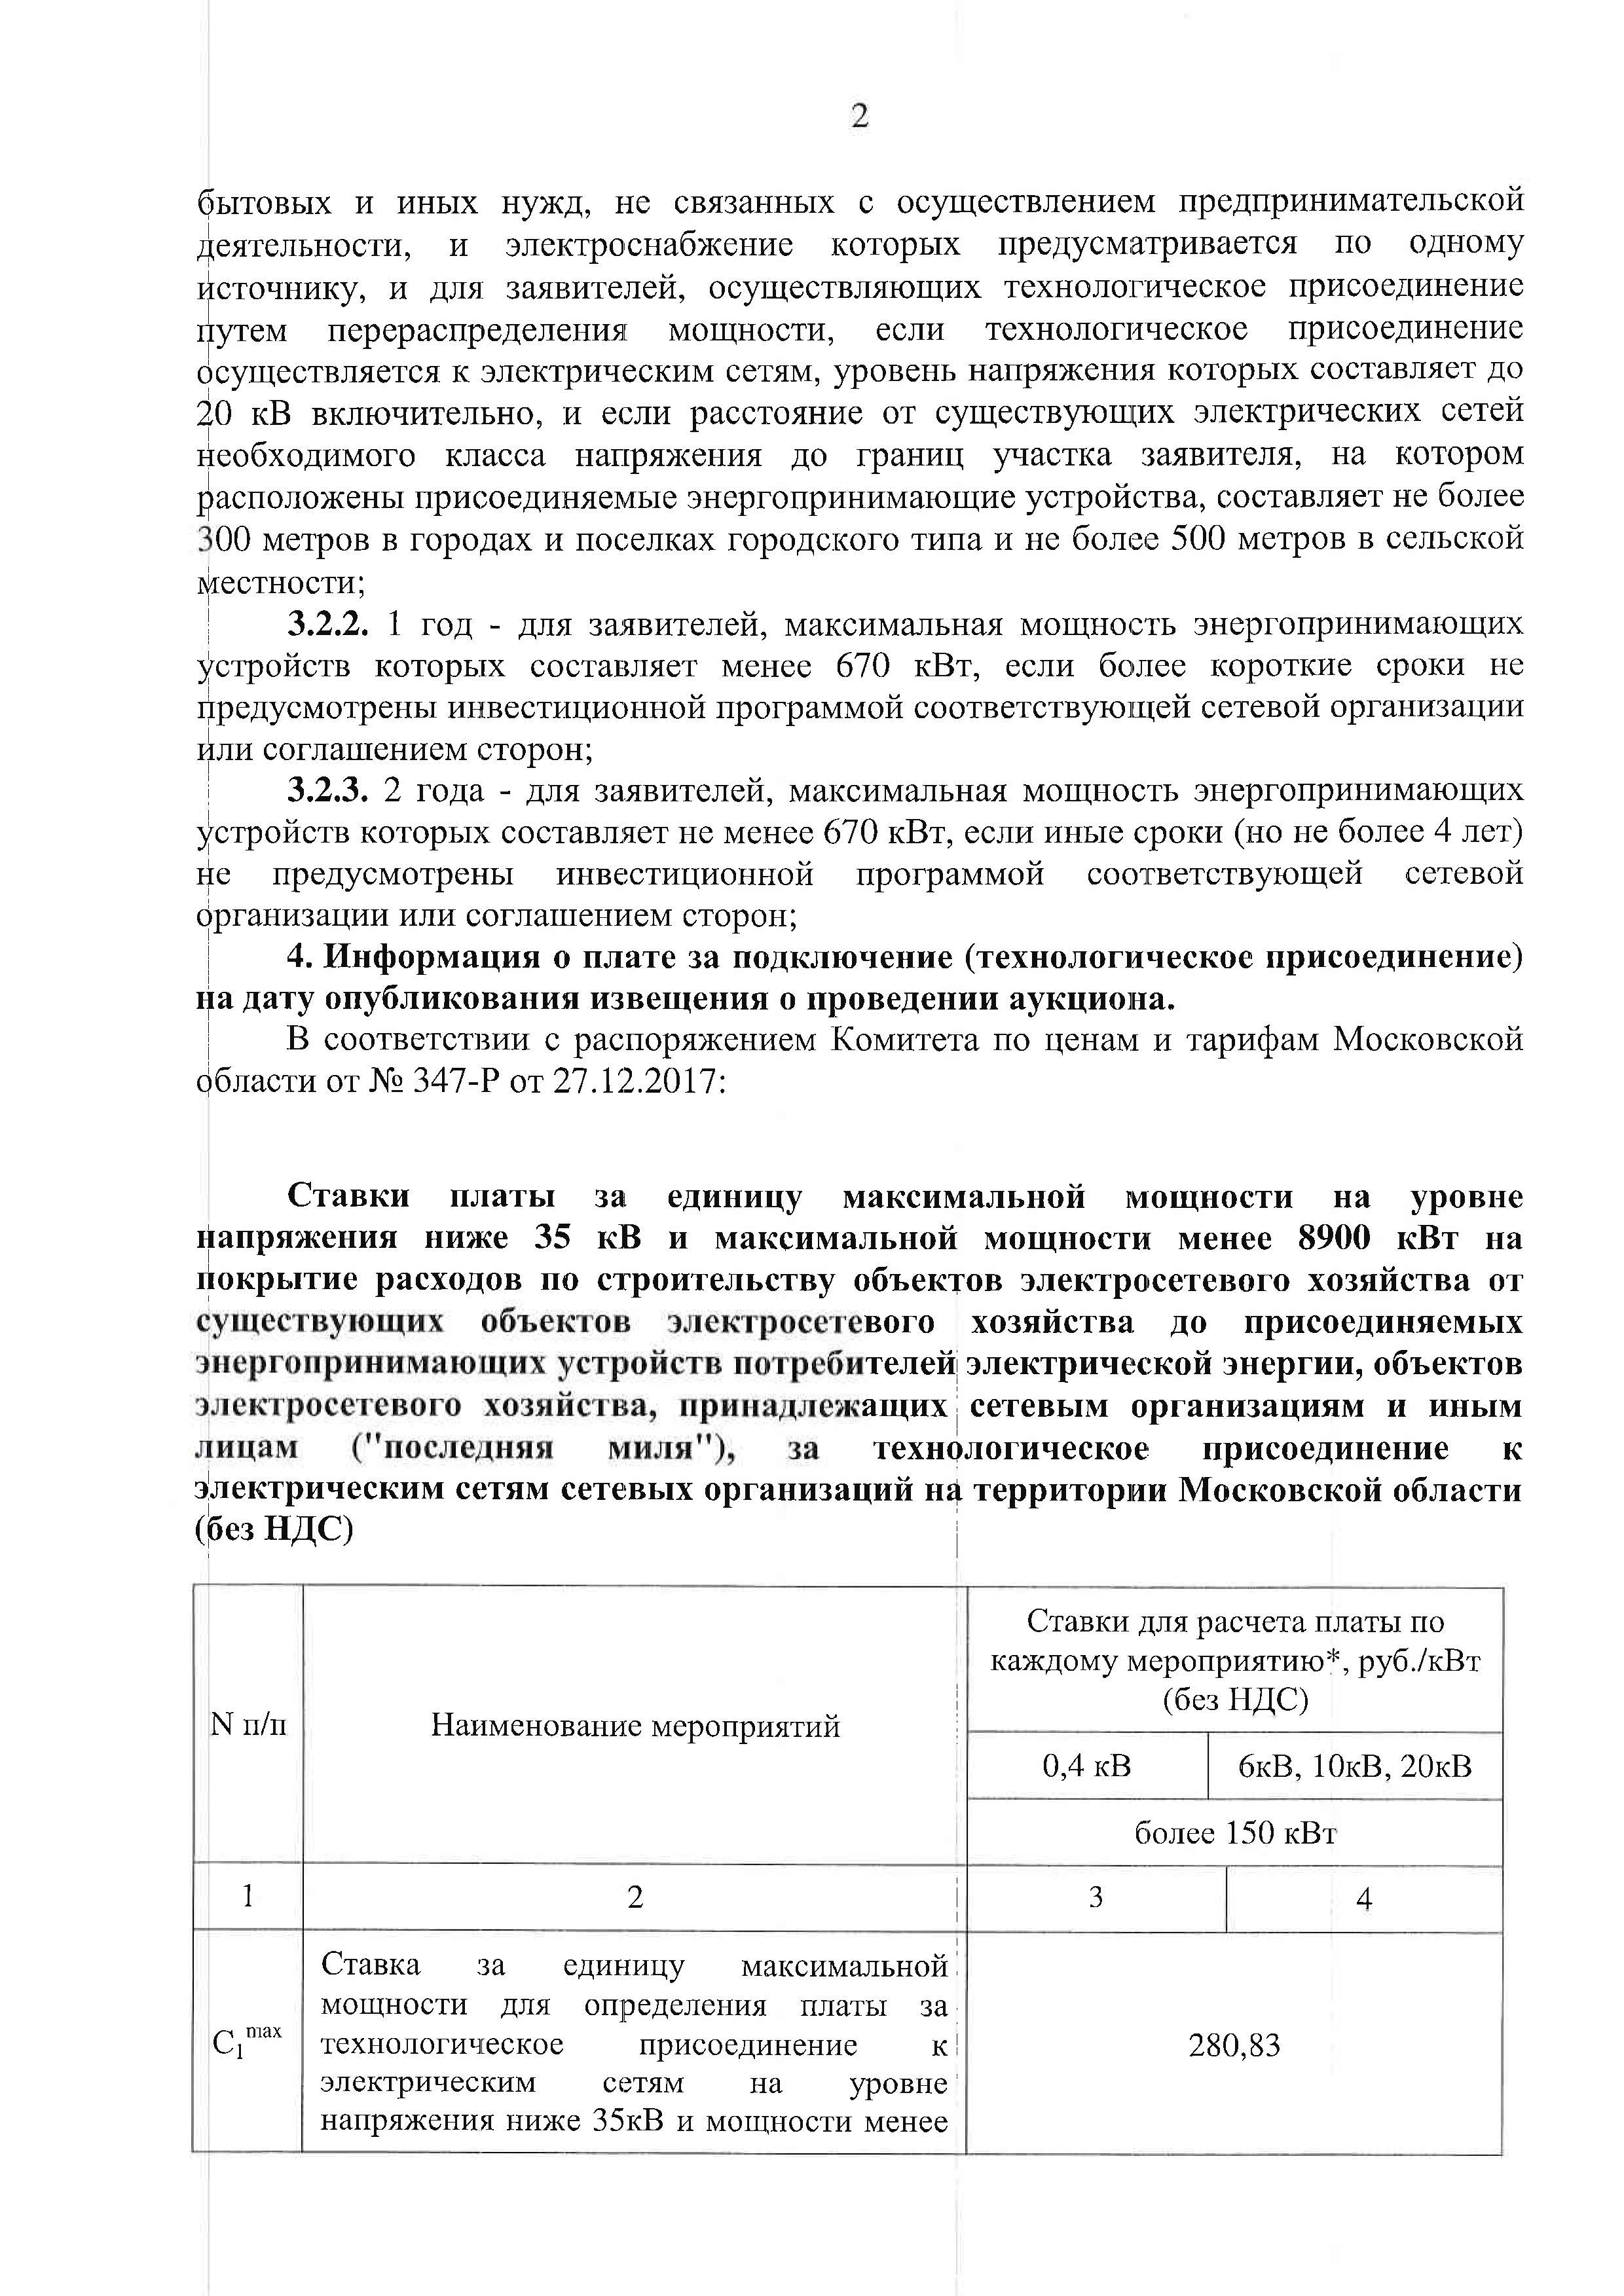 2
бытовых и иных нужд, не связанных с осуществлением предпринимательской
деятельности, и электроснабжение которых предусматривается по одному
источнику, и для заявителей, осуществляющих технологическое присоединение
путем перераспределения мощности, если технологическое присоединение
осуществляется к электрическим сетям, уровень напряжения которых составляет до
20 кВ включительно, и если расстояние от существующих электрических сетей
необходимого класса напряжения до границ участка заявителя, на котором
расположены присоединяемые энергопринимающие устройства, составляет не более
300 метров в городах и поселках городского типа и не более 500 метров в сельской
местности;
3.2.2. 1 год - для заявителей, максимальная мощность энергопринимающих
устройств которых составляет менее 670 кВт, если более короткие сроки не
предусмотрены инвестиционной программой соответствующей сетевой организации
или соглашением сторон;
3.2.3. 2 года - для заявителей, максимальная мощность энергопринимающих
устройств которых составляет не менее 670 кВт, если иные сроки (но не более 4 лет)
не предусмотрены инвестиционной программой соответствующей сетевой
организации или соглашением сторон;
4. Информация о плате за подключение (технологическое присоединение)
на дату опубликования извещения о проведении аукциона.
В соответствии с распоряжением Комитета по ценам и тарифам Московской
области от № 347-Р от 27.12.2017:
Ставки платы за единицу максимальной мощности на уровне
напряжения ниже 35 кВ и максимальной мощности менее 8900 кВт на
покрытие расходов по строительству объектов электросетевого хозяйства от
существующих объектов электросетевого хозяйства до присоединяемых
энергопринимающих устройств потребителей электрической энергии, объектов
электросетевого хозяйства, принадлежащих сетевым организациям и иным
лицам ("последняя миля"), за технологическое присоединение к
электрическим сетям сетевых организаций на территории Московской области
(без НДС)
N п/п
Наименование мероприятий
Ставки для расчета платы по
каждому мероприятию*, руб./кВт
(без НДС)
0,4 кВ
6кВ, 10кВ, 20кВ
более 150 кВт
1
2
3
4
C₁ᵐᵃˣ
Ставка за единицу максимальной
мощности для определения платы за
технологическое присоединение к
электрическим сетям на уровне
напряжения ниже 35кВ и мощности менее
280,83